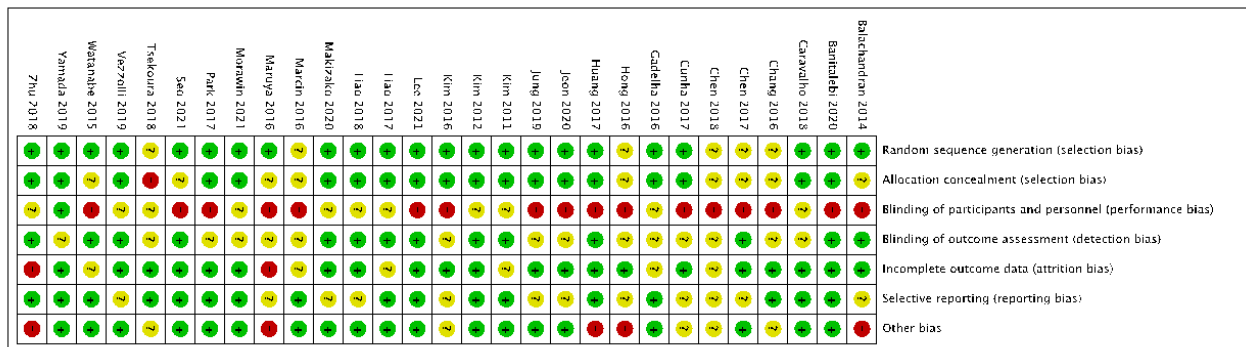 Balachandran 2014
Banitalebi 2020
Caravalho 2018
Chang 2016
Chen 2017
Chen 2018
Cunha 2017
Gadelha 2016
Hong 2016
Huang 2017
Joon 2020
Jung 2019
Kim 2011
Kim 2012
Kim 2016
Lee 2021
Liao 2017
Liao 2018
Makizako 2020
Marcin 2016
Maruya 2016
Morawin 2021
Park 2017
Seo 2021
Tsekoura 2018
Vezzolli 2019
Watanabe 2015
Yamada 2019
Zhu 2018
Random sequence generation (selection bias)
Allocation concealment (selection bias)
Blinding of participants and personnel (performance bias)
Blinding of outcome assessment (detection bias)
Incomplete outcome data (attrition bias)
Selective reporting (reporting bias)
Other bias